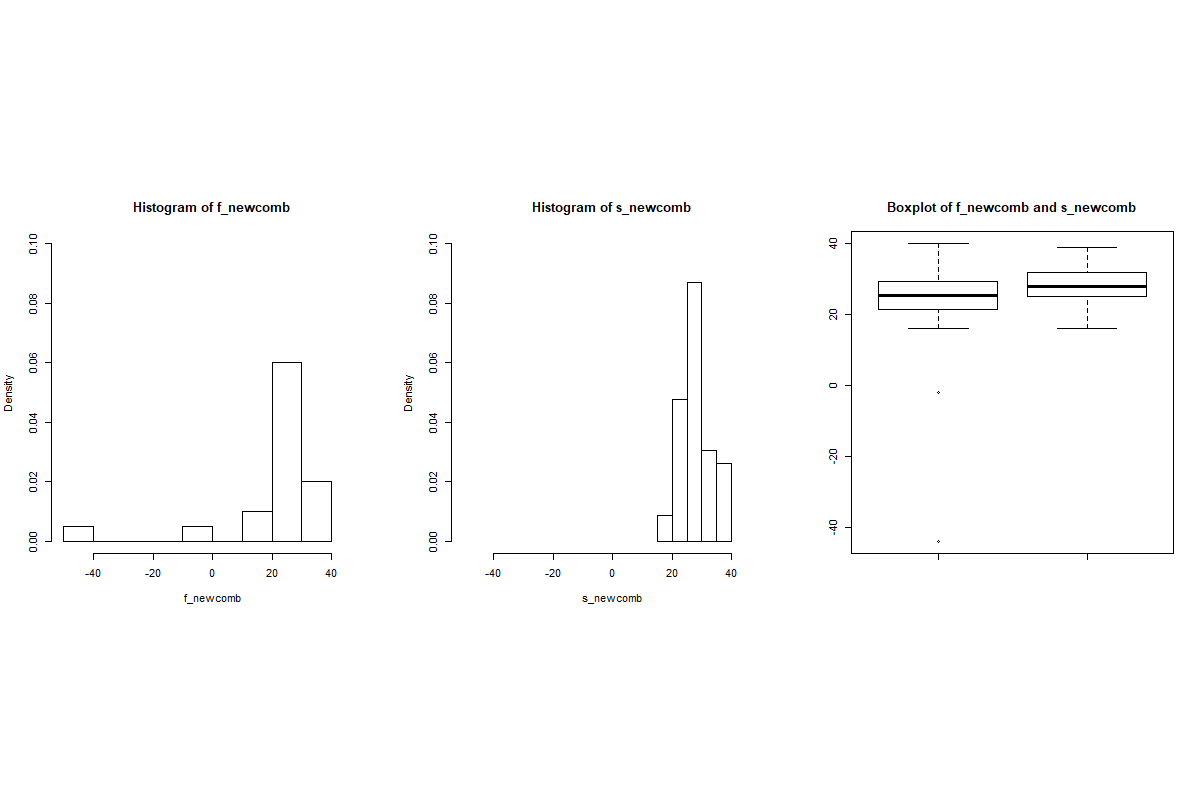 Histogram of f_newcomb
Density
0.00 0.02 0.04 0.06 0.08 0.10
-40 -20 0 20 40
f_newcomb
Histogram of s_newcomb
Density
0.00 0.02 0.04 0.06 0.08 0.10
-40 -20 0 20 40
s_newcomb
Boxplot of f_newcomb and s_newcomb
-40 -20 0 20 40